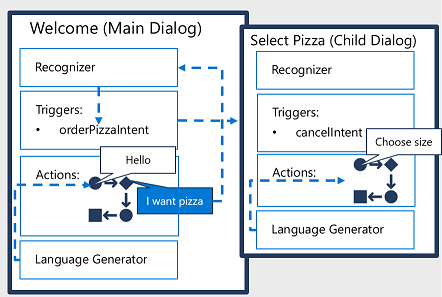 Welcome (Main Dialog)
Recognizer
Triggers:
• orderPizzaIntent
Hello
Actions:
I want pizza
Language Generator
Select Pizza (Child Dialog)
Recognizer
Triggers:
• cancelIntent
Choose size
Actions:
Language Generator